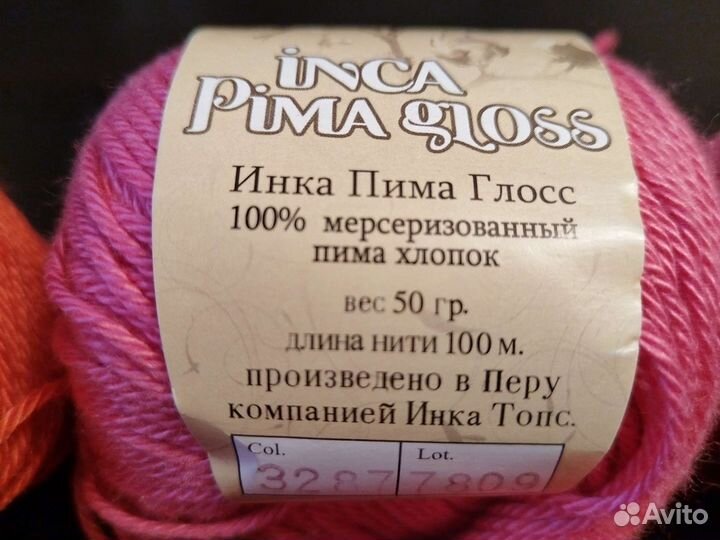 inca
Pima gloss
Инка Пима Глосс
100% мерсеризованный
пима хлопок
вес 50 гр.
длина нити 100 м.
произведено в Перу
компанией Инка Топс.
Col. Lot.
3287 7809
Avito